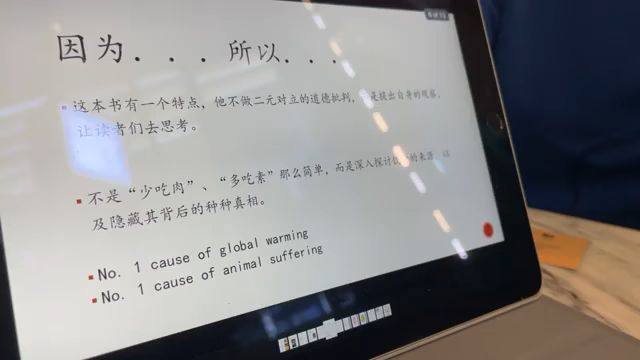 因为...所以...
这本书有一个特点，他不做二元对立的道德批判，是提出自身的观察，
让读者们去思考。
不是“少吃肉”、“多吃素”那么简单，而是深入探讨 的来源
及隐藏其背后的种种真相。
No. 1 cause of global warming
No. 1 cause of animal suffering